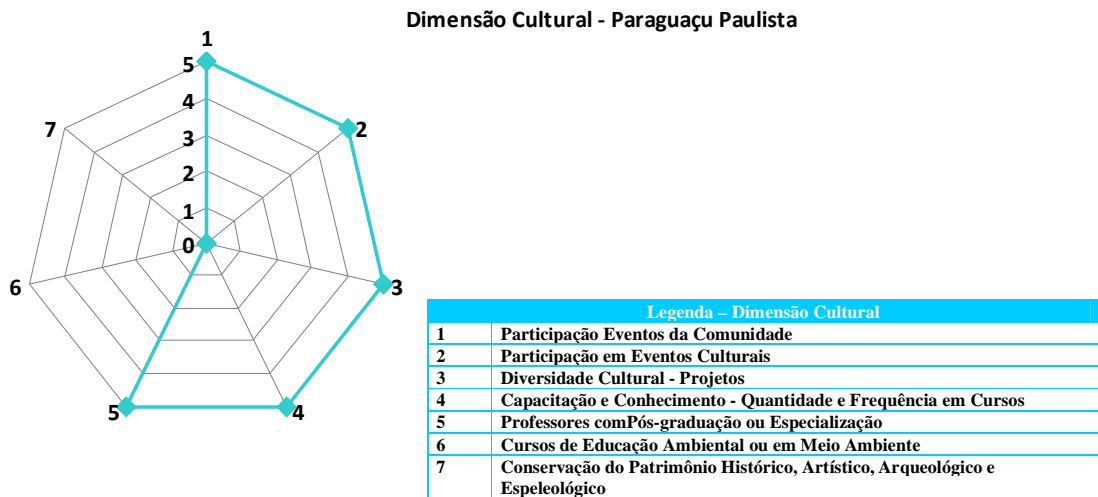 Dimensão Cultural - Paraguaçu Paulista
1
5
4
3
2
1
0
7
2
6
3
5
4
Legenda – Dimensão Cultural
1 Participação Eventos da Comunidade
2 Participação em Eventos Culturais
3 Diversidade Cultural - Projetos
4 Capacitação e Conhecimento - Quantidade e Frequência em Cursos
5 Professores comPós-graduação ou Especialização
6 Cursos de Educação Ambiental ou em Meio Ambiente
7 Conservação do Patrimônio Histórico, Artístico, Arqueológico e
Espeleológico